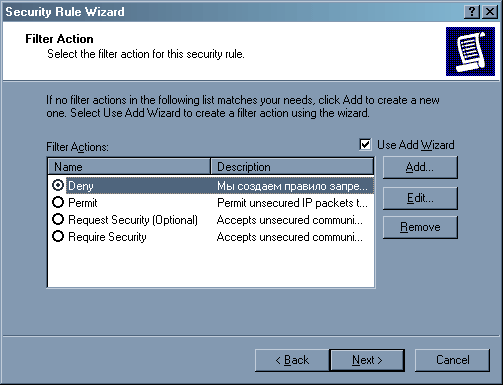 Security Rule Wizard
Filter Action
Select the filter action for this security rule.
If no filter actions in the following list matches your needs, click Add to create a new
one. Select Use Add Wizard to create a filter action using the wizard.
Filter Actions:
Use Add Wizard
Name Description
Deny Мы создаем правило запре...
Permit Permit unsecured IP packets t...
Request Security (Optional) Accepts unsecured communi...
Require Security Accepts unsecured communi...
Add...
Edit...
Remove
< Back Next > Cancel